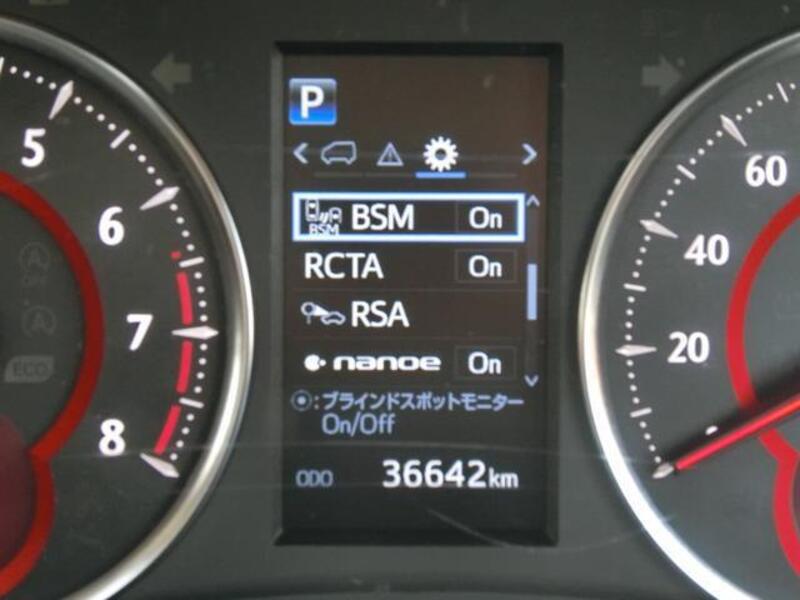 P
BSM BSM On
RCTA On
RSA
nanoe On
:ブラインドスポットモニター
On/Off
ODO 36642km
5
6
7
8
A
OFF
A
ECO
60
40
20